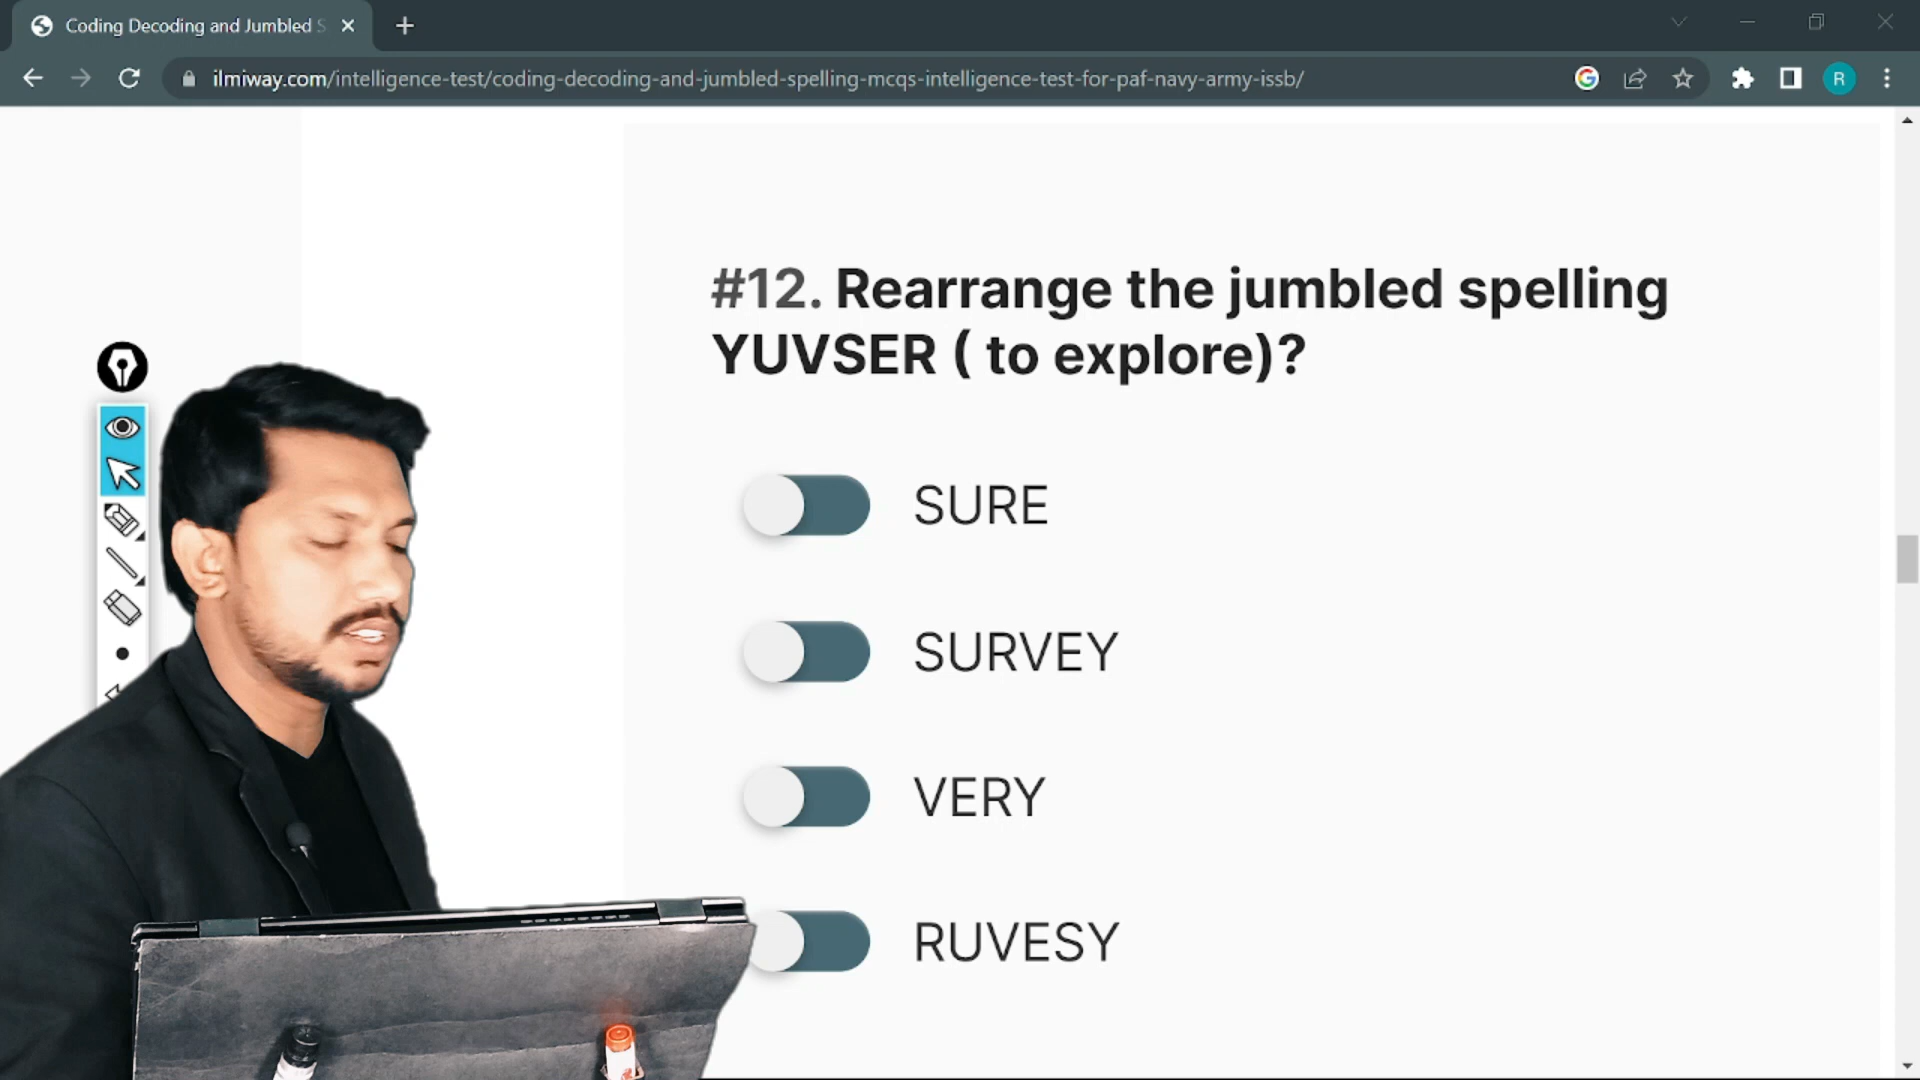 Coding Decoding and Jumbled S
ilmiway.com/intelligence-test/coding-decoding-and-jumbled-spelling-mcqs-intelligence-test-for-paf-navy-army-issb/
R
#12. Rearrange the jumbled spelling
YUVSER ( to explore)?
SURE
SURVEY
VERY
RUVESY